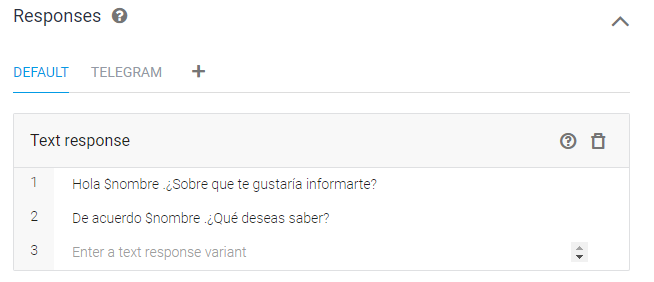 Responses
DEFAULT TELEGRAM +
Text response
1 Hola $nombre .¿Sobre que te gustaría informarte?
2 De acuerdo $nombre .¿Qué deseas saber?
3 Enter a text response variant